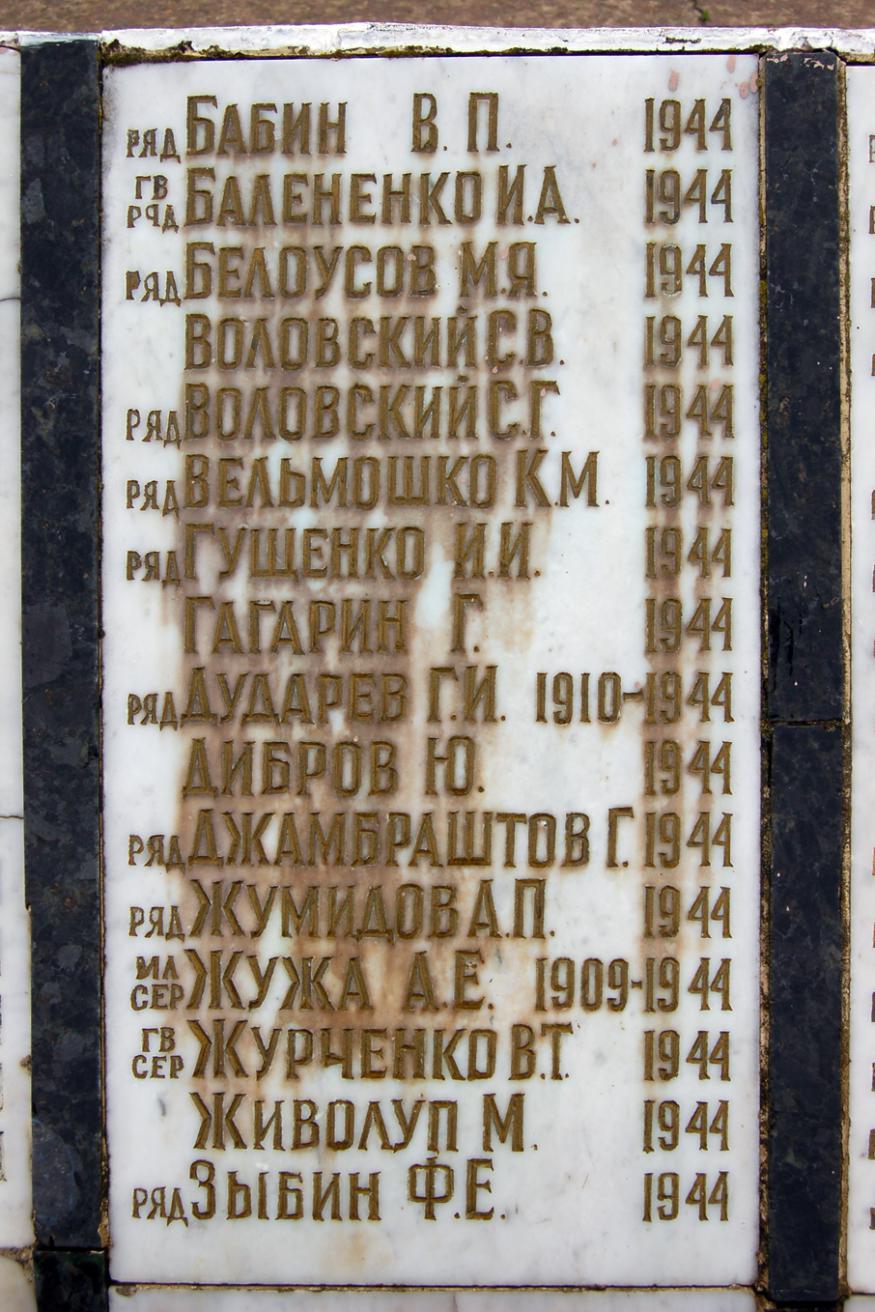 РЯД БАБИН В. П. 1944
ГВ РЯД БАЛЕНЕНКО И.А. 1944
РЯД БЕЛОУСОВ М.Я. 1944
ВОЛОВСКИЙ С.В. 1944
РЯД ВОЛОВСКИЙ С.Г. 1944
РЯД ВЕЛЬМОШКО К.М. 1944
РЯД ГУЩЕНКО И.И. 1944
ГАГАРИН Г. 1944
РЯД ДУДАРЕВ Г.И. 1910-1944
ДИБРОВ Ю. 1944
РЯД ДЖАМБРАШТОВ Г. 1944
РЯД ЖУМИДОВ А.П. 1944
МЛ СЕР ЖУЖА А.Е. 1909-1944
ГВ СЕР ЖУРЧЕНКО В.Т. 1944
ЖИВОЛУП М. 1944
РЯД ЗЫБИН Ф.Е. 1944